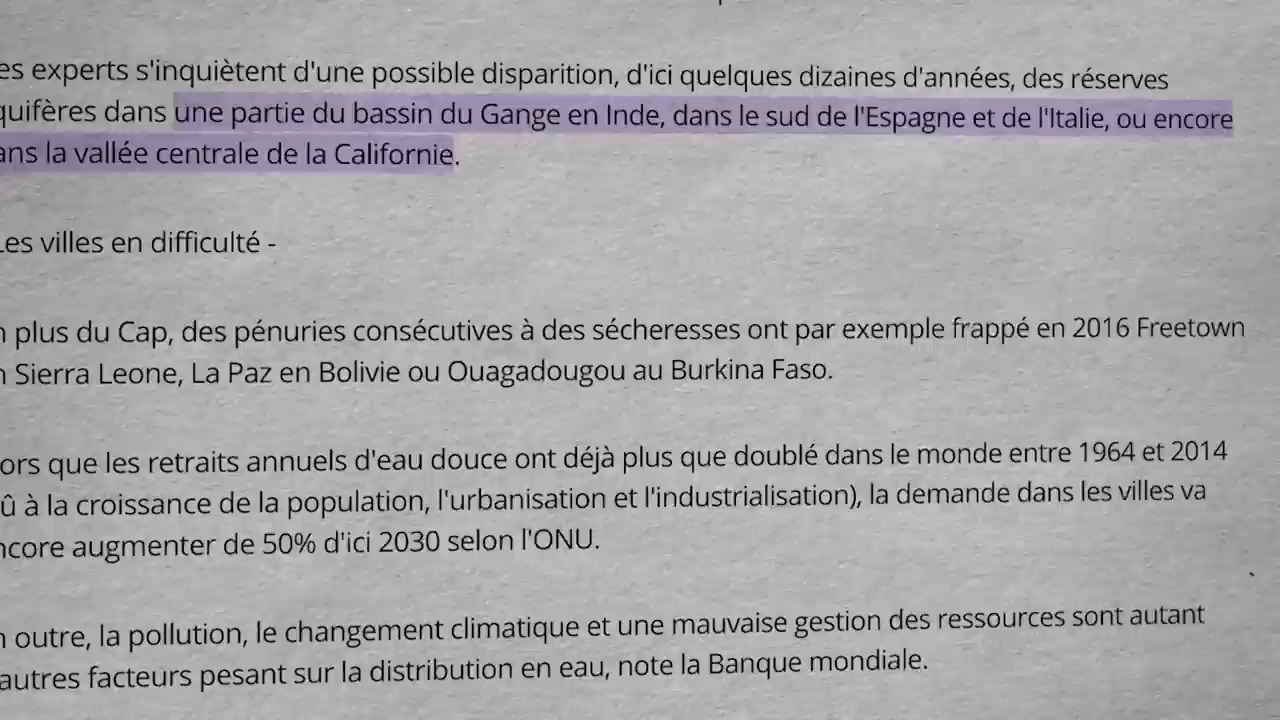 es experts s'inquiètent d'une possible disparition, d'ici quelques dizaines d'années, des réserves
quifères dans une partie du bassin du Gange en Inde, dans le sud de l'Espagne et de l'Italie, ou encore
ans la vallée centrale de la Californie.
Les villes en difficulté -
n plus du Cap, des pénuries consécutives à des sécheresses ont par exemple frappé en 2016 Freetown
n Sierra Leone, La Paz en Bolivie ou Ouagadougou au Burkina Faso.
ors que les retraits annuels d'eau douce ont déjà plus que doublé dans le monde entre 1964 et 2014
û à la croissance de la population, l'urbanisation et l'industrialisation), la demande dans les villes va
ncore augmenter de 50% d'ici 2030 selon l'ONU.
n outre, la pollution, le changement climatique et une mauvaise gestion des ressources sont autant
autres facteurs pesant sur la distribution en eau, note la Banque mondiale.